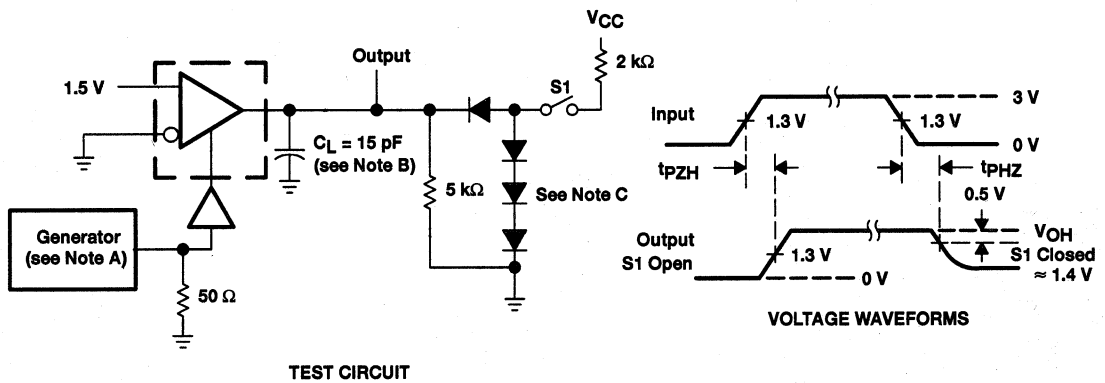 VCC
Output
2 kΩ
S1
1.5 V
CL = 15 pF
(see Note B)
5 kΩ
See Note C
Generator
(see Note A)
50 Ω
TEST CIRCUIT
Input
3 V
1.3 V
1.3 V
0 V
tPZH
tPHZ
0.5 V
Output
S1 Open
VOH
S1 Closed
≈ 1.4 V
1.3 V
0 V
VOLTAGE WAVEFORMS